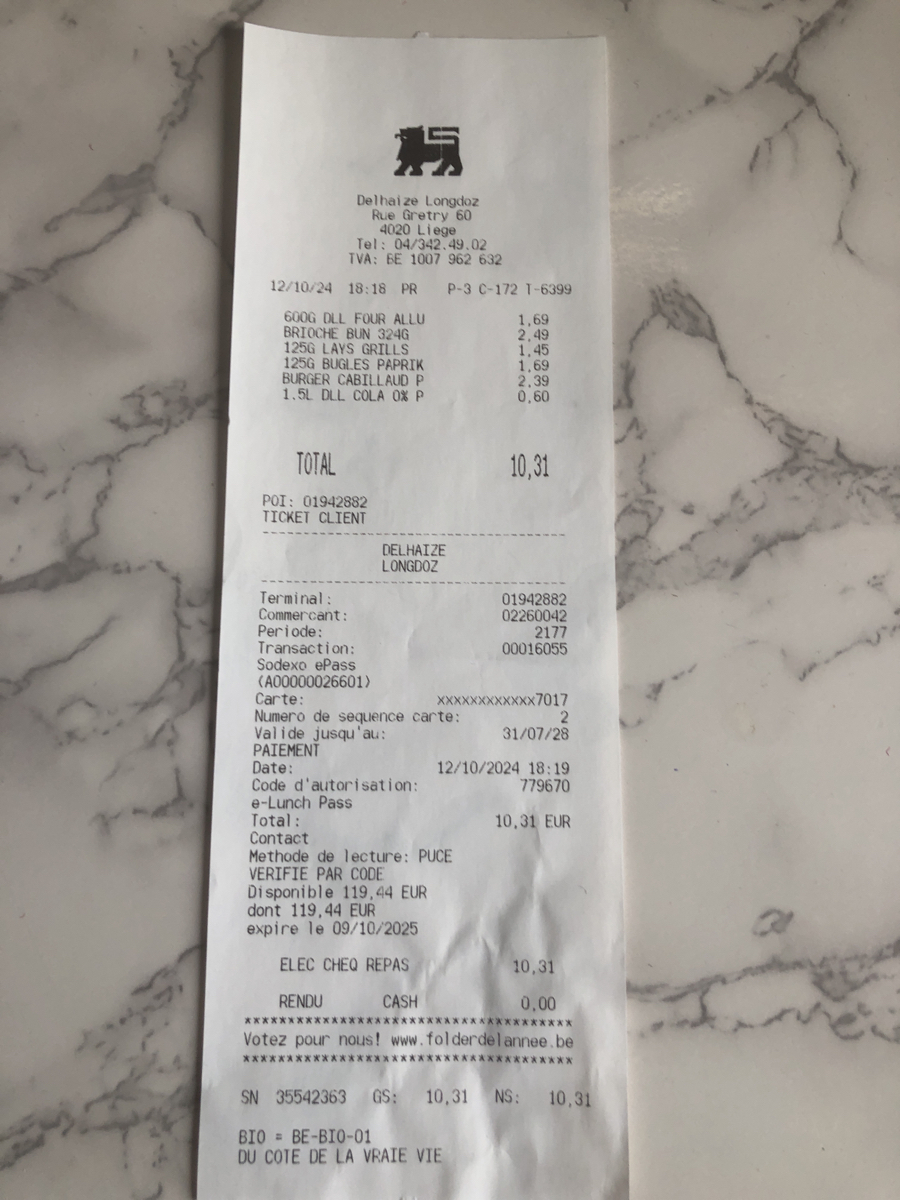 Delhaize Longdoz
Rue Gretry 60
4020 Liege
Tel: 04/342.49.02
TVA: BE 1007 962 632
12/10/24 18:18 PR P-3 C-172 T-6399
600G DLL FOUR ALLU 1,69
BRIOCHE BUN 324G 2,49
125G LAYS GRILLS 1,45
125G BUGLES PAPRIK 1,69
BURGER CABILLAUD P 2,39
1.5L DLL COLA 0% P 0,60
TOTAL 10,31
POI: 01942882
TICKET CLIENT
DELHAIZE
LONGDOZ
Terminal: 01942882
Commercant: 02260042
Periode: 2177
Transaction: 00016055
Sodexo ePass
(A00000026601)
Carte: xxxxxxxxxxxx7017
Numero de sequence carte: 2
Valide jusqu'au: 31/07/28
PAIEMENT
Date: 12/10/2024 18:19
Code d'autorisation: 779670
e-Lunch Pass
Total: 10,31 EUR
Contact
Methode de lecture: PUCE
VERIFIE PAR CODE
Disponible 119,44 EUR
dont 119,44 EUR
expire le 09/10/2025
ELEC CHEQ REPAS 10,31
RENDU CASH 0,00
****************************************
Votez pour nous! www.folderdelannee.be
****************************************
SN 35542363 GS: 10,31 NS: 10,31
BIO = BE-BIO-01
DU COTE DE LA VRAIE VIE